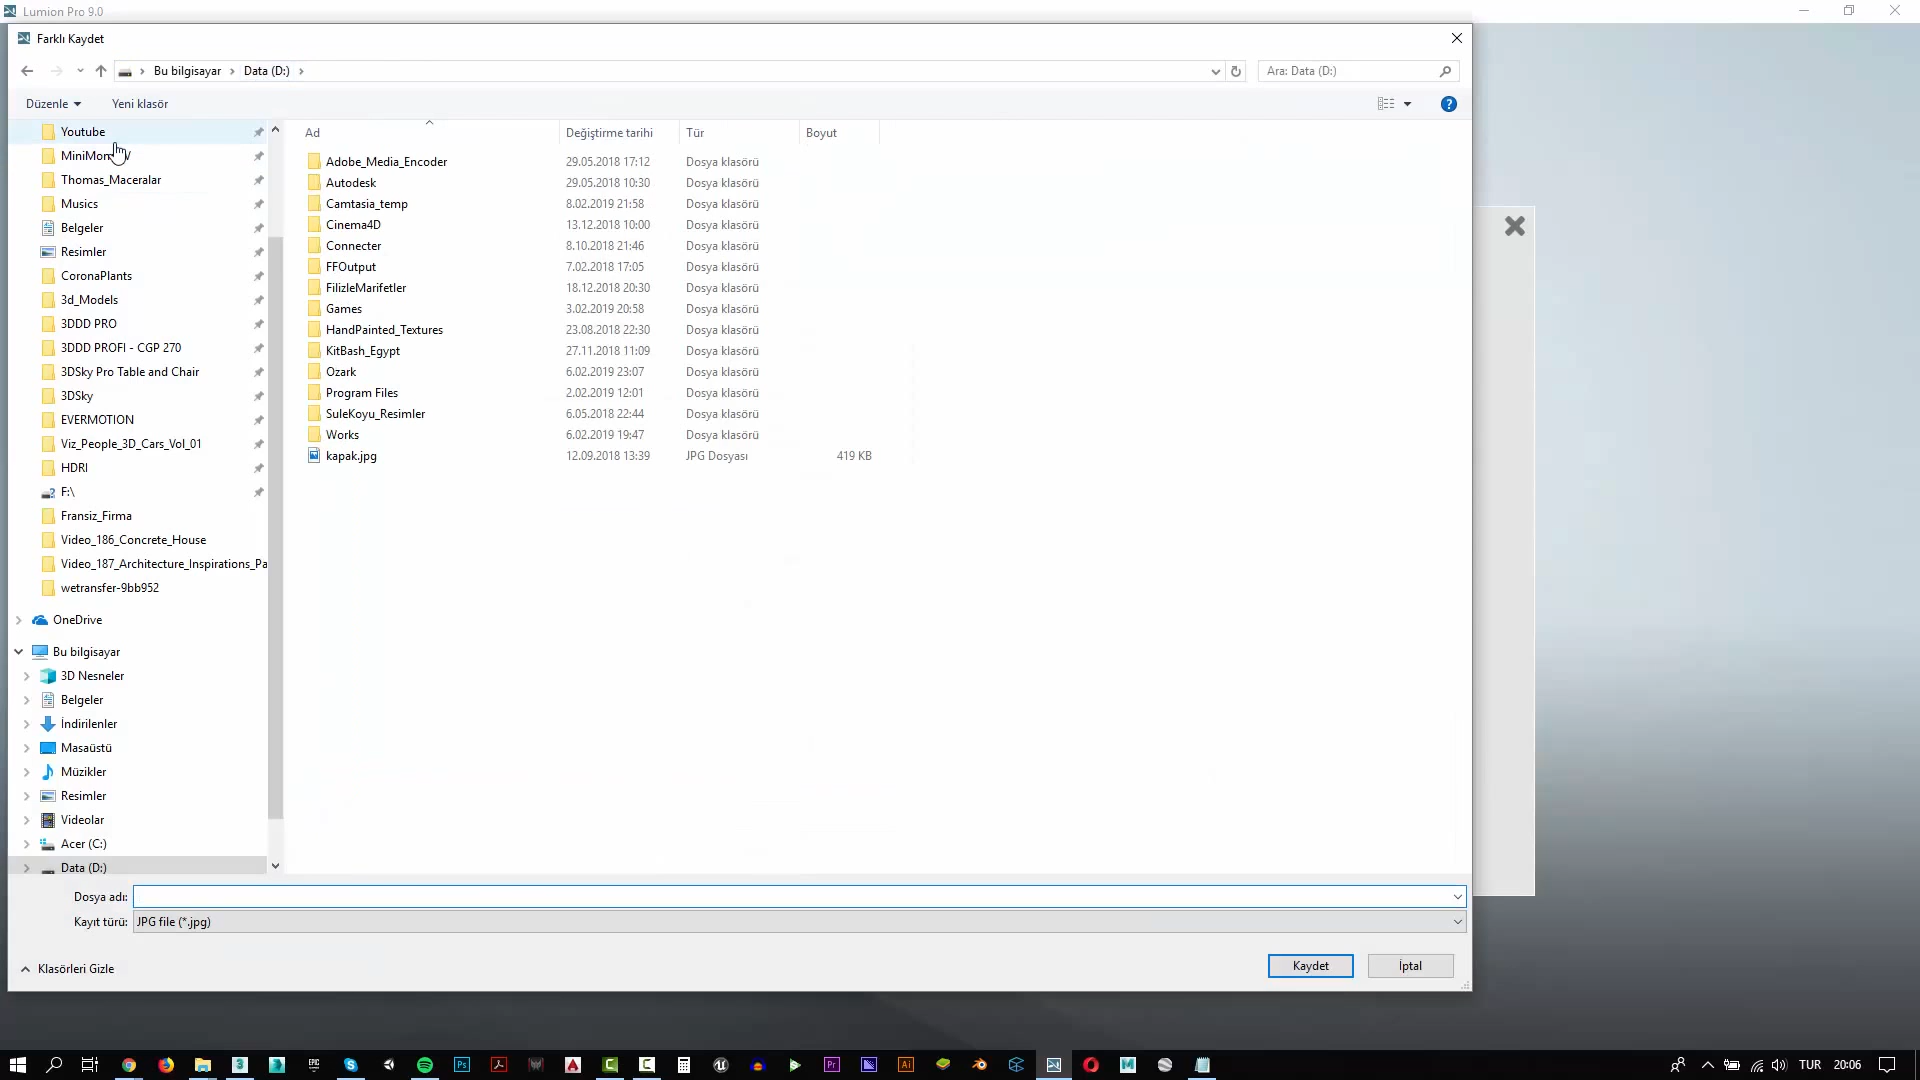 Lumion Pro 9.0
Farklı Kaydet
Bu bilgisayar Data (D:)
Ara: Data (D:)
Düzenle Yeni klasör
Youtube
Thomas_Maceralar
Musics
Belgeler
Resimler
CoronaPlants
3d_Models
3DDD PRO
3DDD PROFI - CGP 270
3DSky Pro Table and Chair
3DSky
EVERMOTION
Viz_People_3D_Cars_Vol_01
HDRI
F:\
Fransiz_Firma
Video_186_Concrete_House
Video_187_Architecture_Inspirations_Pa
wetransfer-9bb952
OneDrive
Bu bilgisayar
3D Nesneler
Belgeler
İndirilenler
Masaüstü
Müzikler
Resimler
Videolar
Acer (C:)
Data (D:)
Ad Değiştirme tarihi Tür Boyut
Adobe_Media_Encoder 29.05.2018 17:12 Dosya klasörü
Autodesk 29.05.2018 10:30 Dosya klasörü
Camtasia_temp 8.02.2019 21:58 Dosya klasörü
Cinema4D 13.12.2018 10:00 Dosya klasörü
Connecter 8.10.2018 21:46 Dosya klasörü
FFOutput 7.02.2018 17:05 Dosya klasörü
FilizleMarifetler 18.12.2018 20:30 Dosya klasörü
Games 3.02.2019 20:58 Dosya klasörü
HandPainted_Textures 23.08.2018 22:30 Dosya klasörü
KitBash_Egypt 27.11.2018 11:09 Dosya klasörü
Ozark 6.02.2019 23:07 Dosya klasörü
Program Files 2.02.2019 12:01 Dosya klasörü
SuleKoyu_Resimler 6.05.2018 22:44 Dosya klasörü
Works 6.02.2019 19:47 Dosya klasörü
kapak.jpg 12.09.2018 13:39 JPG Dosyası 419 KB
Dosya adı:
Kayıt türü: JPG file (*.jpg)
Klasörleri Gizle
Kaydet İptal
TUR 20:06